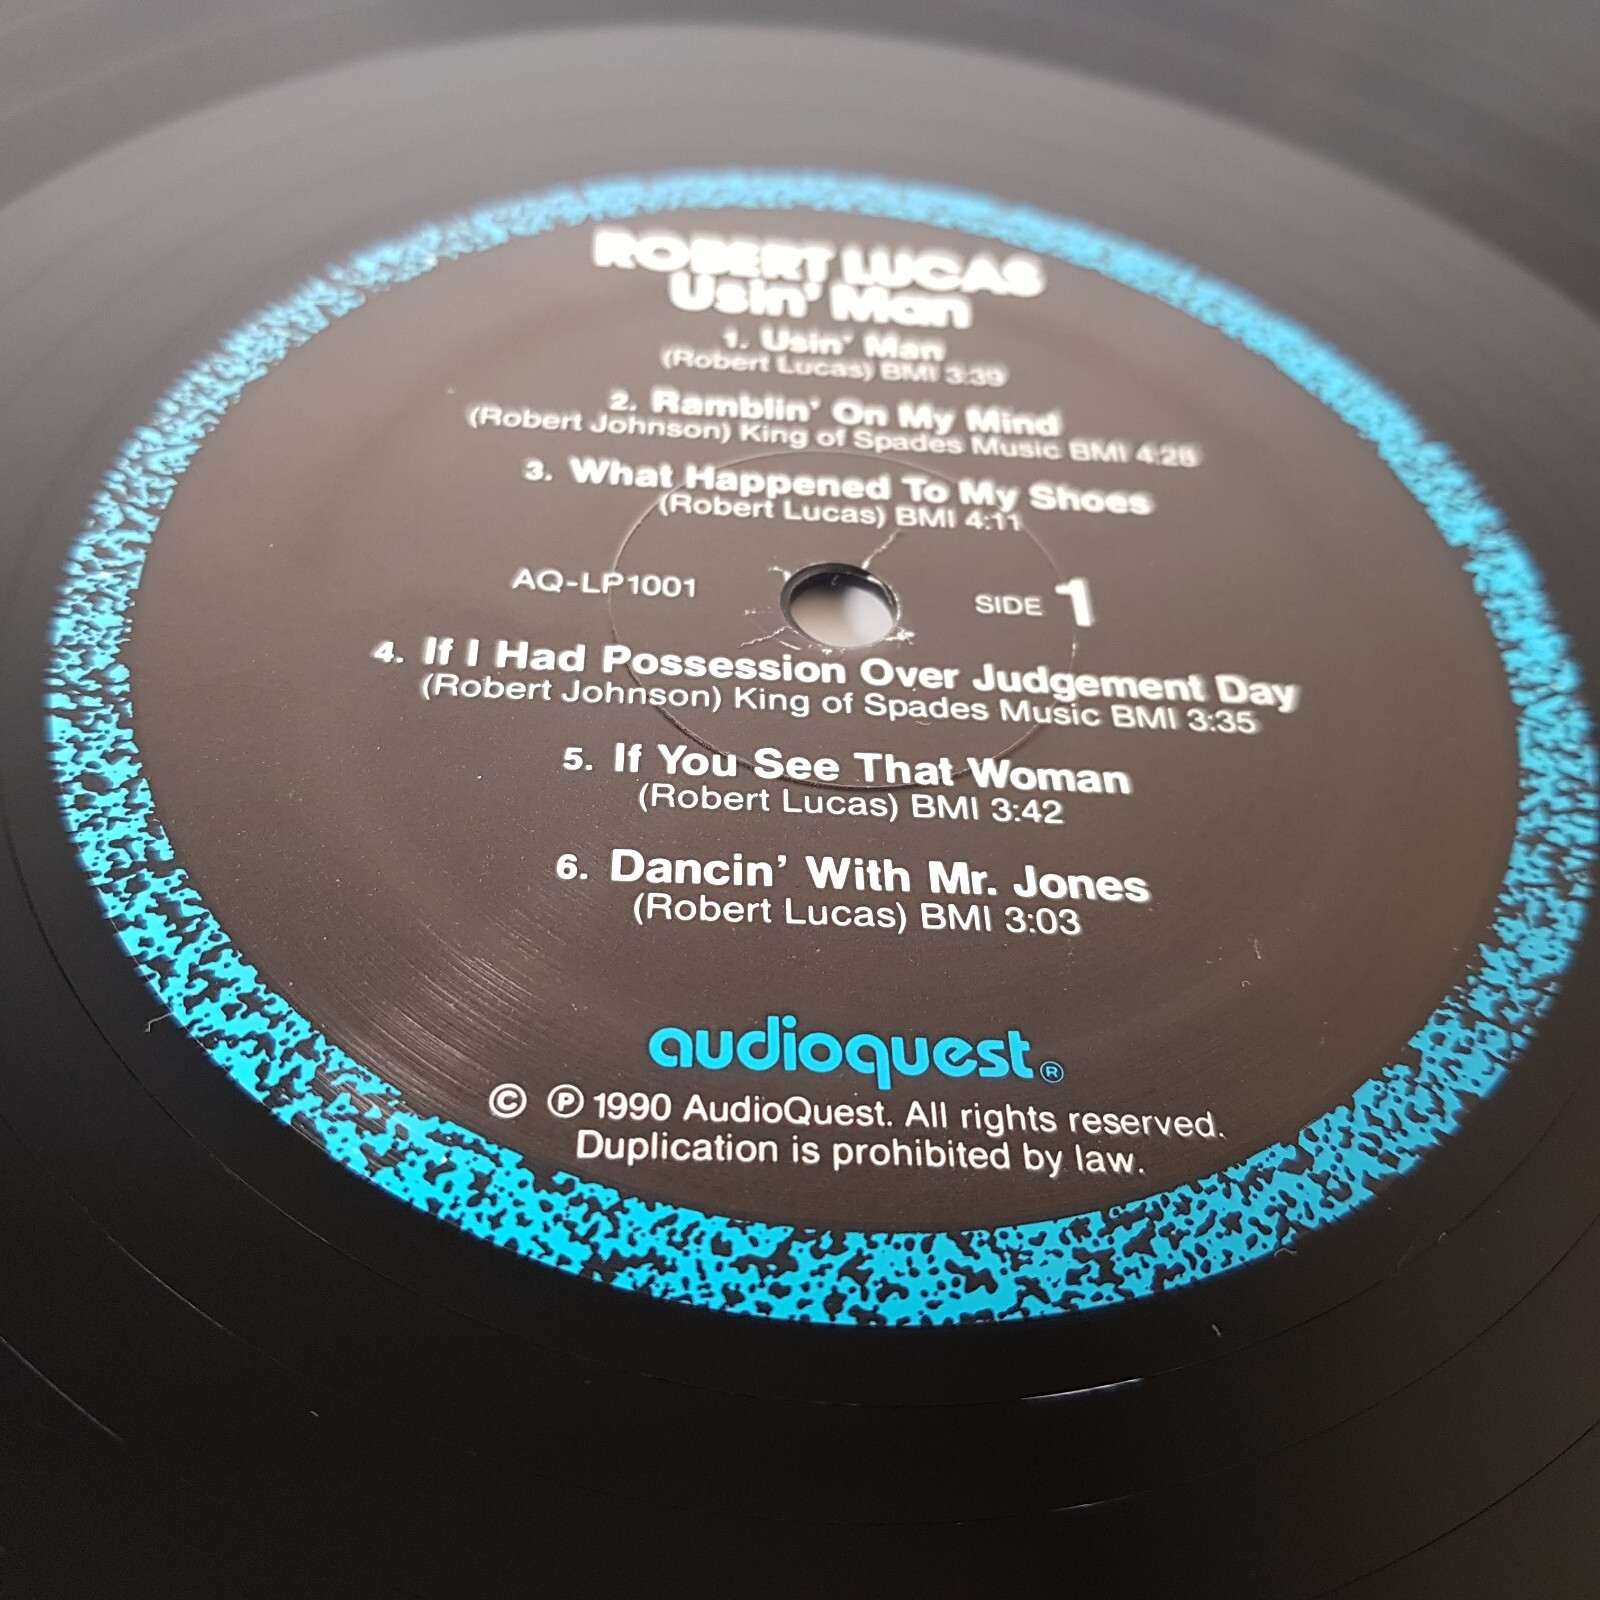 ROBERT LUCAS
Usin' Man
1. Usin' Man
(Robert Lucas) BMI 3:39
2. Ramblin' On My Mind
(Robert Johnson) King of Spades Music BMI
3. What Happened To My Shoes
(Robert Lucas) BMI 4:11
AQ-LP1001
SIDE 1
4. If I Had Possession Over Judgement Day
(Robert Johnson) King of Spades Music BMI 3:35
5. If You See That Woman
(Robert Lucas) BMI 3:42
6. Dancin' With Mr. Jones
(Robert Lucas) BMI 3:03
audioquest®
© ℗ 1990 AudioQuest. All rights reserved.
Duplication is prohibited by law.